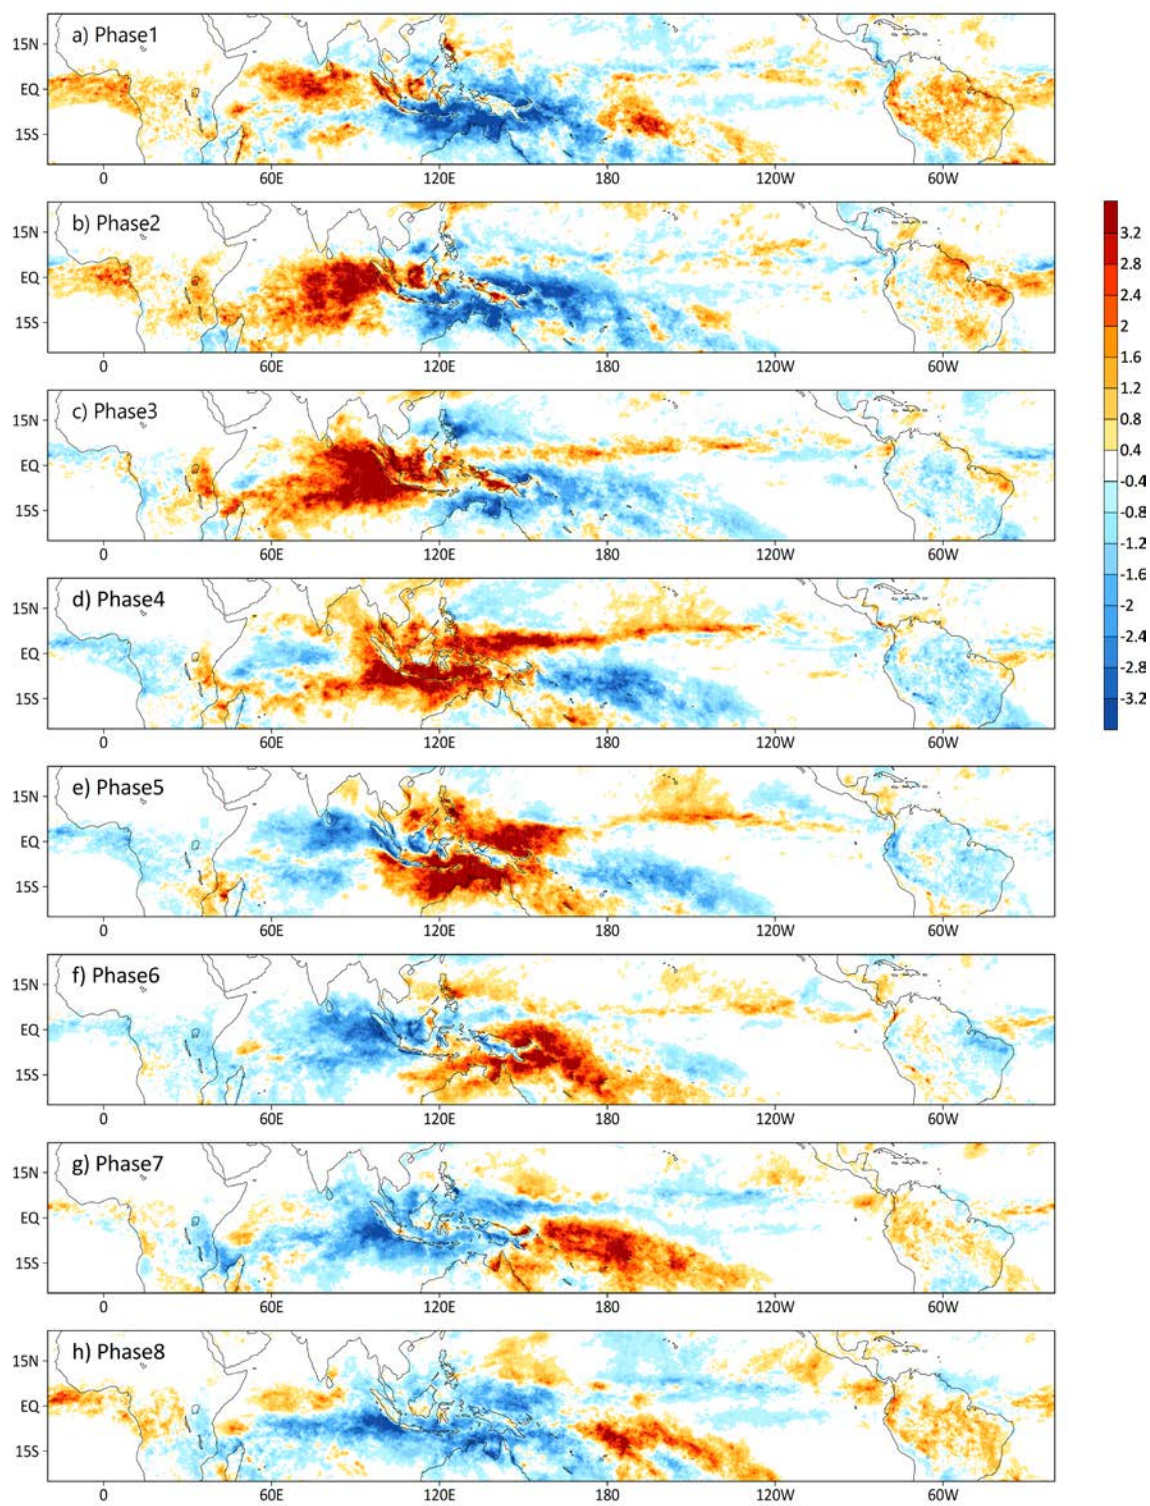 a) Phase1
15N
EQ
15S
0 60E 120E 180 120W 60W
b) Phase2
15N
EQ
15S
0 60E 120E 180 120W 60W
c) Phase3
15N
EQ
15S
0 60E 120E 180 120W 60W
d) Phase4
15N
EQ
15S
0 60E 120E 180 120W 60W
e) Phase5
15N
EQ
15S
0 60E 120E 180 120W 60W
f) Phase6
15N
EQ
15S
0 60E 120E 180 120W 60W
g) Phase7
15N
EQ
15S
0 60E 120E 180 120W 60W
h) Phase8
15N
EQ
15S
0 60E 120E 180 120W 60W
3.2
2.8
2.4
2
1.6
1.2
0.8
0.4
-0.4
-0.8
-1.2
-1.6
-2
-2.4
-2.8
-3.2